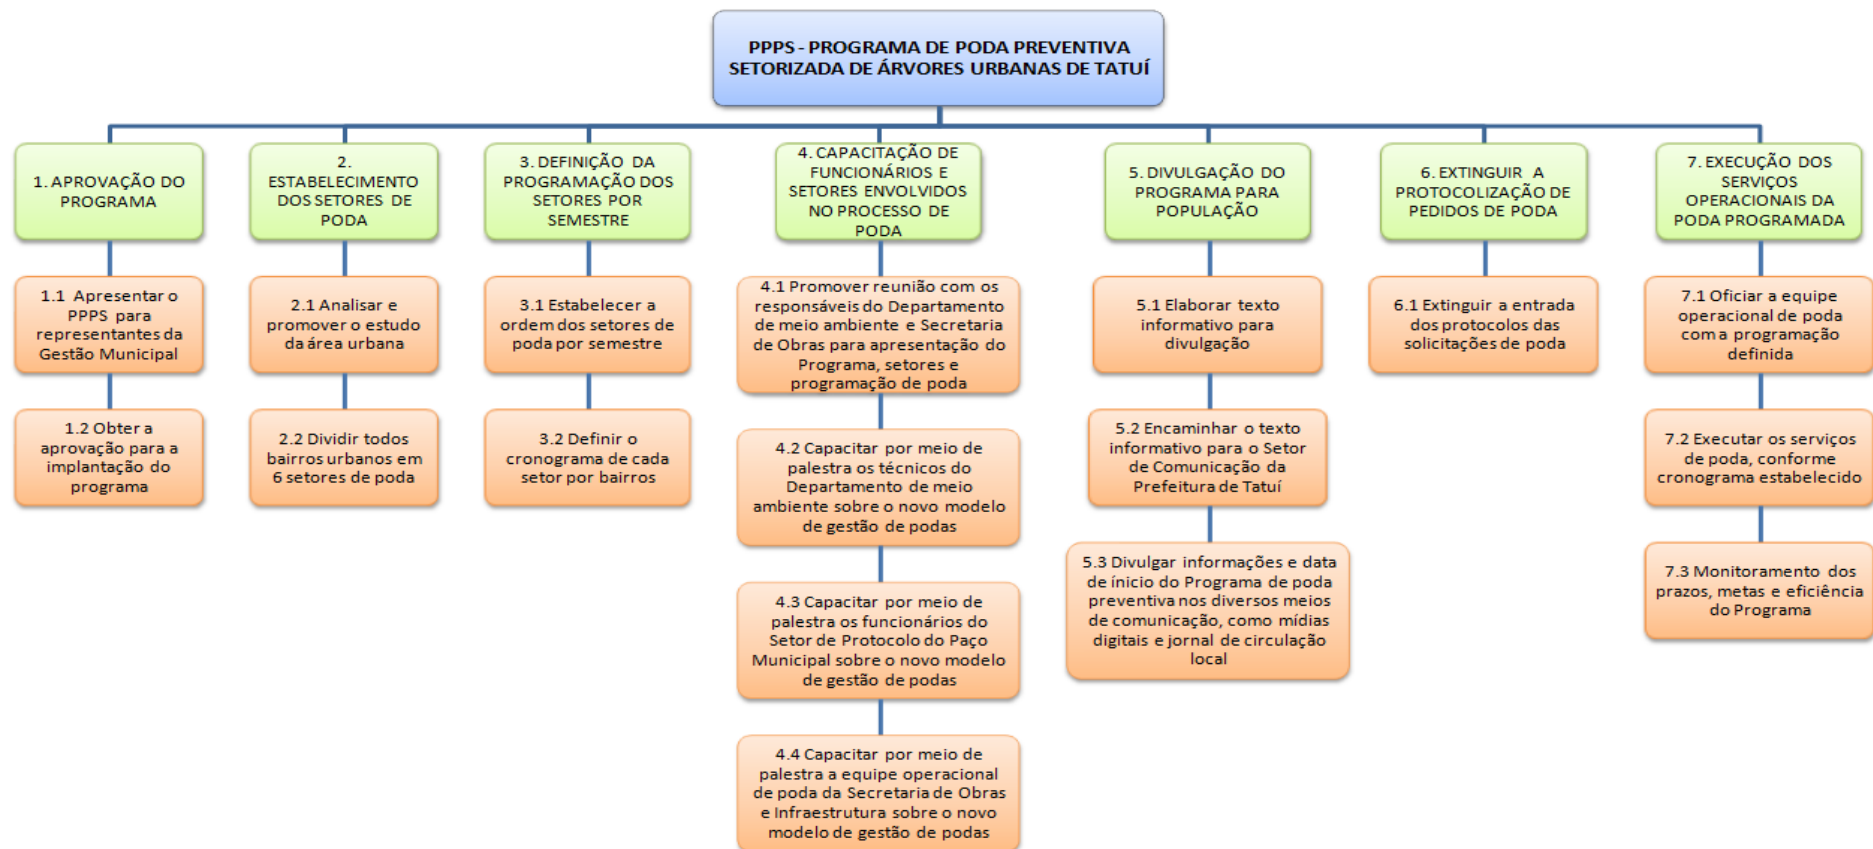 PPPS - PROGRAMA DE PODA PREVENTIVA
SETORIZADA DE ÁRVORES URBANAS DE TATUÍ
1. APROVAÇÃO DO
PROGRAMA
1.1 Apresentar o
PPPS para
representantes da
Gestão Municipal
1.2 Obter a
aprovação para a
implantação do
programa
2.
ESTABELECIMENTO
DOS SETORES DE
PODA
2.1 Analisar e
promover o estudo
da área urbana
2.2 Dividir todos
bairros urbanos em
6 setores de poda
3. DEFINIÇÃO DA
PROGRAMAÇÃO DOS
SETORES POR
SEMESTRE
3.1 Estabelecer a
ordem dos setores de
poda por semestre
3.2 Definir o
cronograma de cada
setor por bairros
4. CAPACITAÇÃO DE
FUNCIONÁRIOS E
SETORES ENVOLVIDOS
NO PROCESSO DE
PODA
4.1 Promover reunião com os
responsáveis do Departamento
de meio ambiente e Secretaria
de Obras para apresentação do
Programa, setores e
programação de poda
4.2 Capacitar por meio de
palestra os técnicos do
Departamento de meio
ambiente sobre o novo modelo
de gestão de podas
4.3 Capacitar por meio de
palestra os funcionários do
Setor de Protocolo do Paço
Municipal sobre o novo modelo
de gestão de podas
4.4 Capacitar por meio de
palestra a equipe operacional
de poda da Secretaria de Obras
e Infraestrutura sobre o novo
modelo de gestão de podas
5. DIVULGAÇÃO DO
PROGRAMA PARA
POPULAÇÃO
5.1 Elaborar texto
informativo para
divulgação
5.2 Encaminhar o texto
informativo para o Setor
de Comunicação da
Prefeitura de Tatuí
5.3 Divulgar informações e data
de ínicio do Programa de poda
preventiva nos diversos meios
de comunicação, como mídias
digitais e jornal de circulação
local
6. EXTINGUIR A
PROTOCOLIZAÇÃO DE
PEDIDOS DE PODA
6.1 Extinguir a entrada
dos protocolos das
solicitações de poda
7. EXECUÇÃO DOS
SERVIÇOS
OPERACIONAIS DA
PODA PROGRAMADA
7.1 Oficiar a equipe
operacional de poda
com a programação
definida
7.2 Executar os serviços
de poda, conforme
cronograma estabelecido
7.3 Monitoramento dos
prazos, metas e eficiência
do Programa